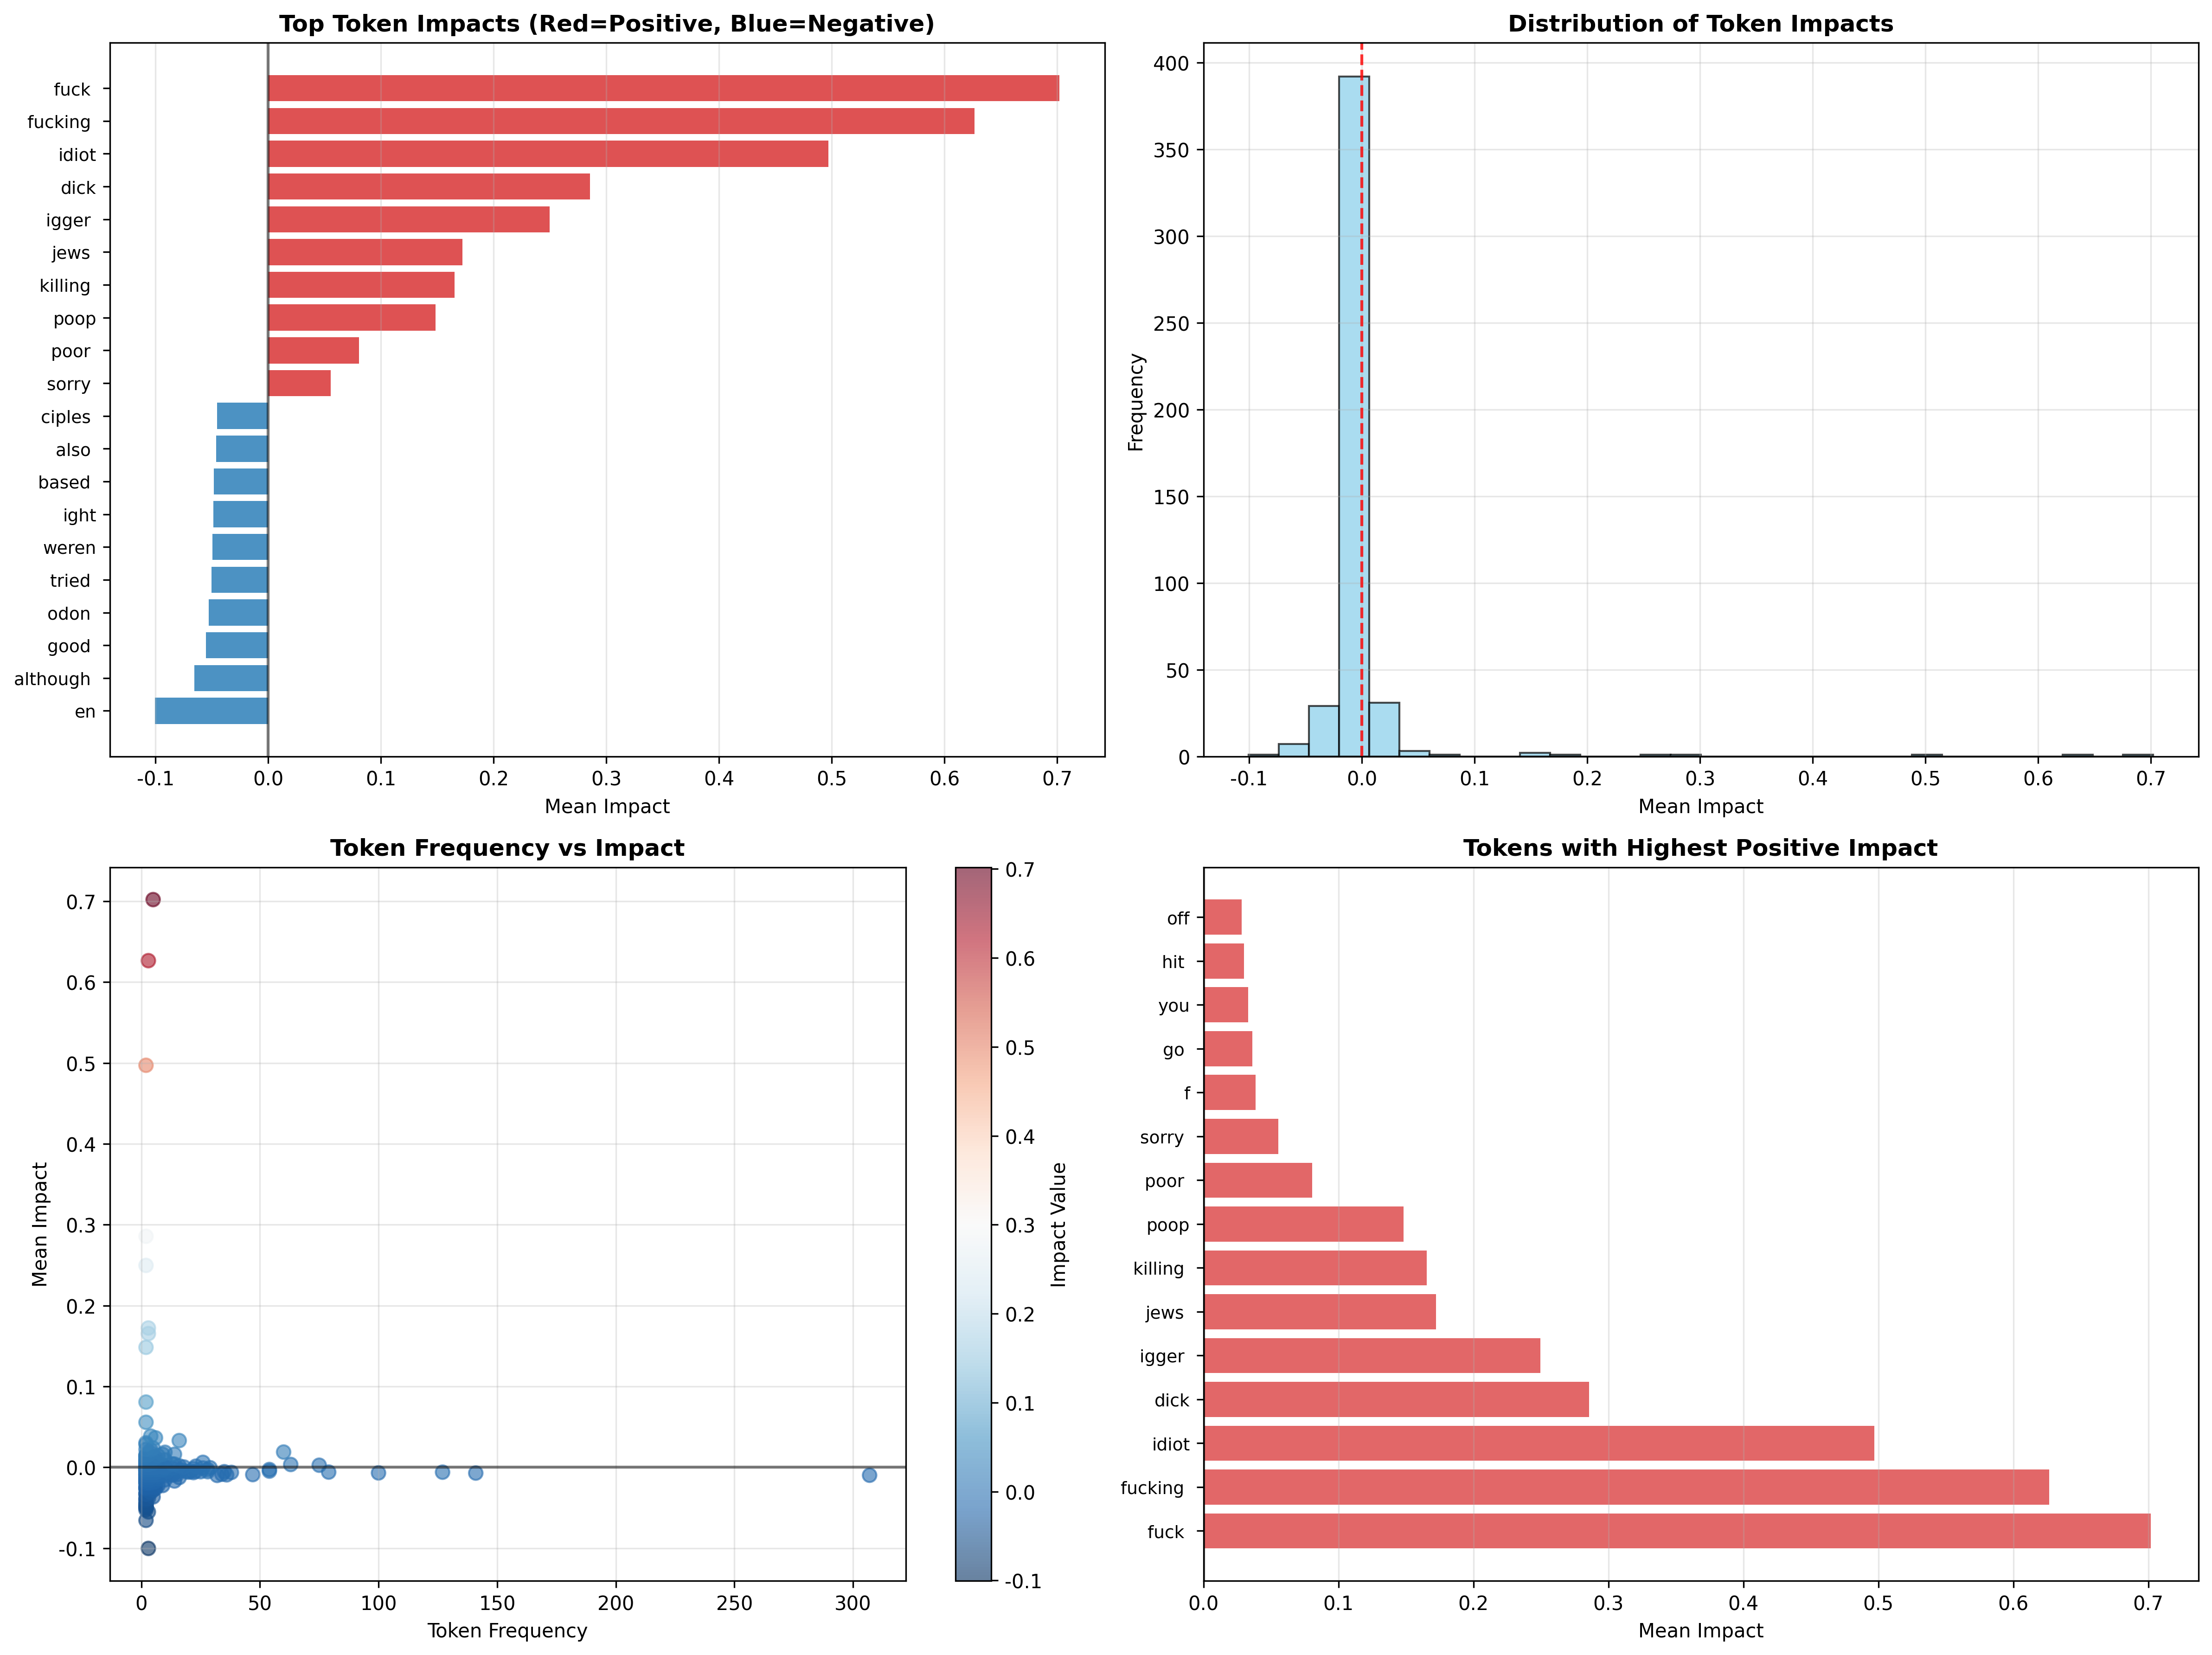 Top Token Impacts (Red=Positive, Blue=Negative)
fuck
fucking
idiot
dick
igger
jews
killing
poop
poor
sorry
ciples
also
based
ight
weren
tried
odon
good
although
en
-0.1 0.0 0.1 0.2 0.3 0.4 0.5 0.6 0.7
Mean Impact
Distribution of Token Impacts
400
350
300
250
200
150
100
50
0
Frequency
-0.1 0.0 0.1 0.2 0.3 0.4 0.5 0.6 0.7
Mean Impact
Token Frequency vs Impact
0.7
0.6
0.5
0.4
0.3
0.2
0.1
0.0
-0.1
Mean Impact
0 50 100 150 200 250 300
Token Frequency
0.7
0.6
0.5
0.4
0.3
0.2
0.1
0.0
-0.1
Impact Value
Tokens with Highest Positive Impact
off
hit
you
go
f
sorry
poor
poop
killing
jews
igger
dick
idiot
fucking
fuck
0.0 0.1 0.2 0.3 0.4 0.5 0.6 0.7
Mean Impact